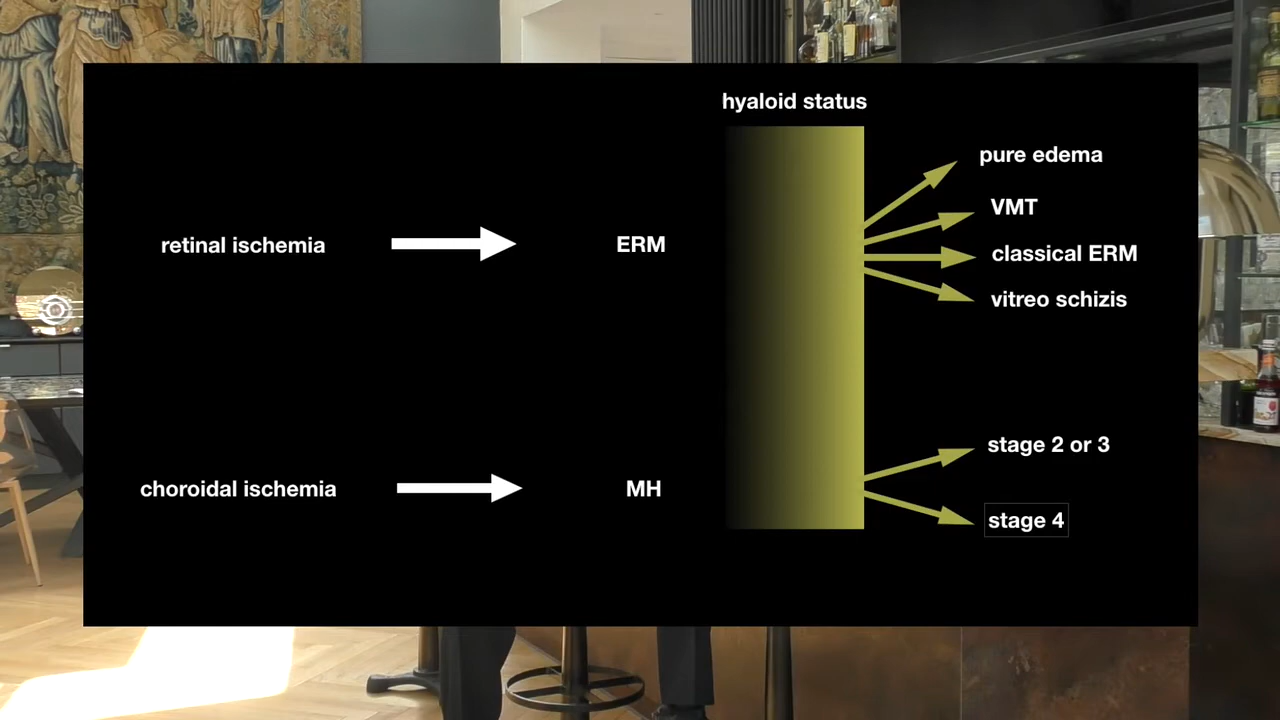 hyaloid status
pure edema
VMT
retinal ischemia
ERM
classical ERM
vitreo schizis
stage 2 or 3
choroidal ischemia
MH
stage 4